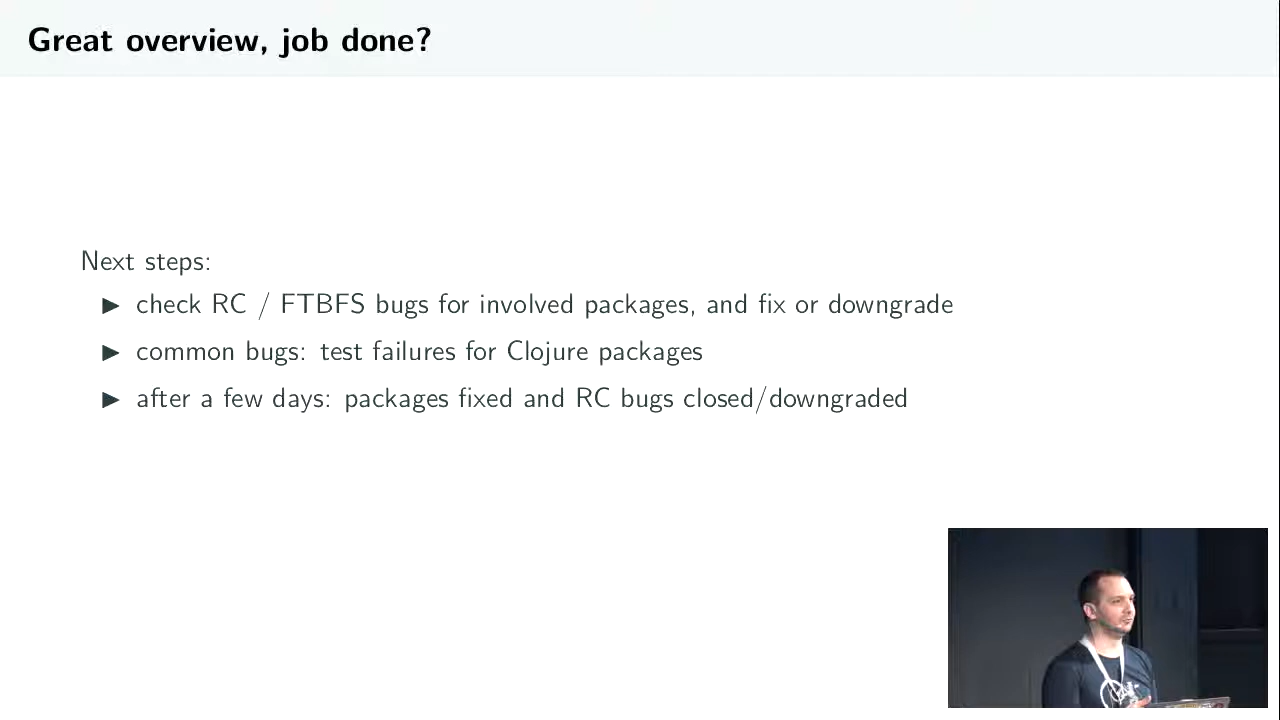 Great overview, job done?
Next steps:
▶ check RC / FTBFS bugs for involved packages, and fix or downgrade
▶ common bugs: test failures for Clojure packages
▶ after a few days: packages fixed and RC bugs closed/downgraded